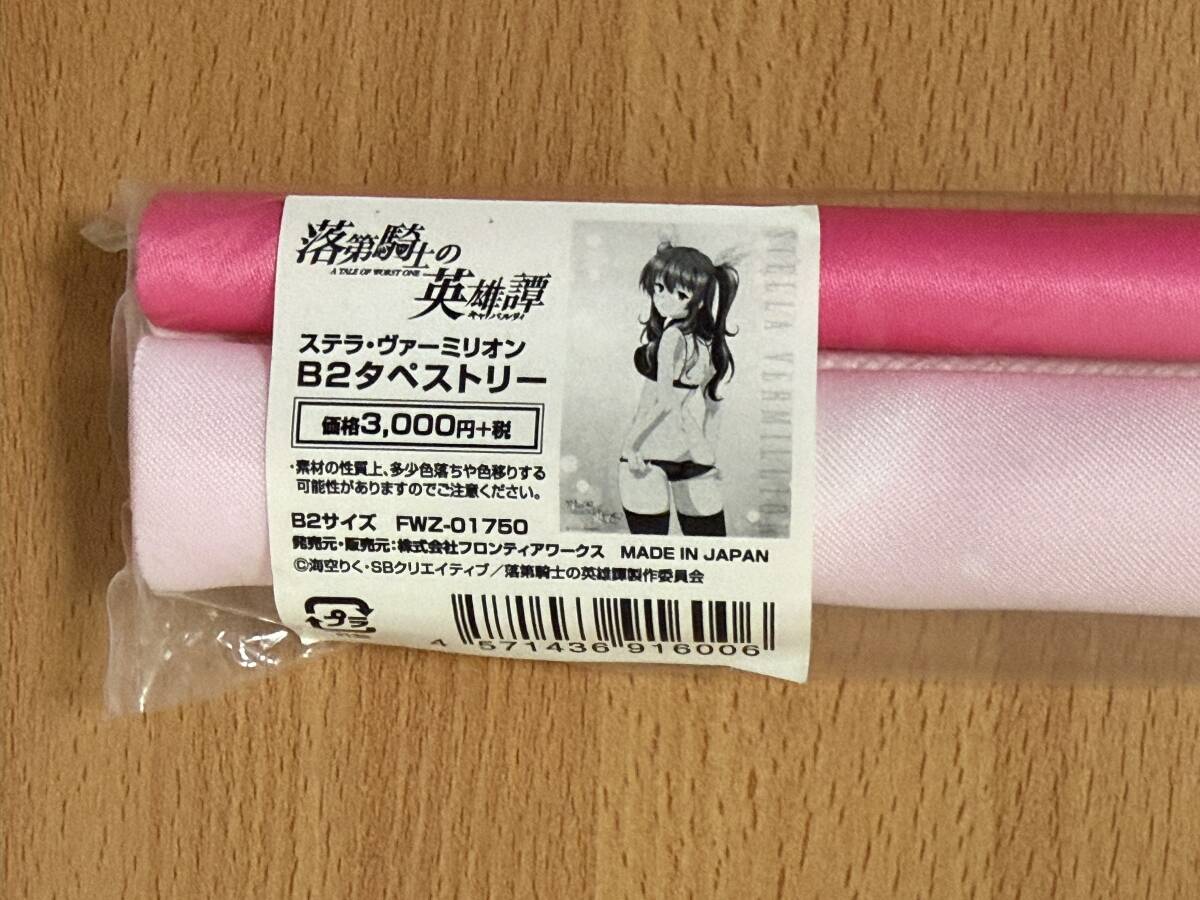 落第騎士の
A TALE OF WORST ONE
英雄譚
キャバルリィ
ステラ・ヴァーミリオン
B2タペストリー
価格3,000円+税
・素材の性質上、多少色落ちや色移りする
可能性がありますのでご注意ください。
B2サイズ FWZ-01750
発売元・販売元:株式会社フロンティアワークス MADE IN JAPAN
©海空りく・SBクリエイティブ/落第騎士の英雄譚製作委員会
プラ
4 571436 916006
STELLA VERMILLION